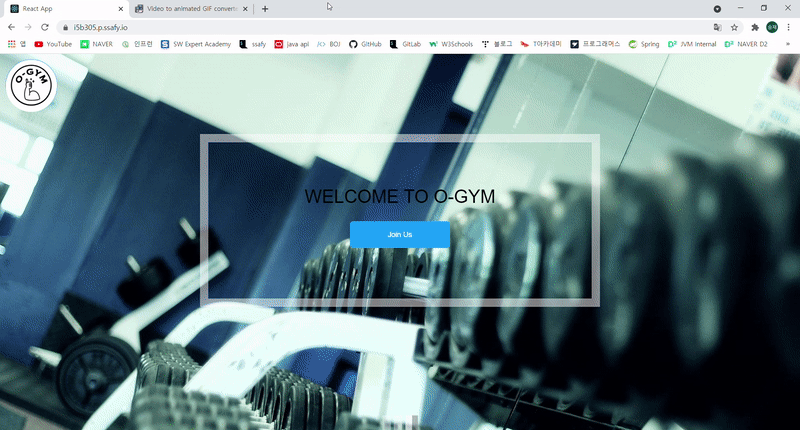 React App
Video to animated GIF converte
i5b305.p.ssafy.io
앱
YouTube
NAVER
인프런
SW Expert Academy
ssafy
java api
BOJ
GitHub
GitLab
W3Schools
블로그
T아카데미
프로그래머스
Spring
JVM Internal
NAVER D2
»
O-GYM
WELCOME TO O-GYM
Join Us